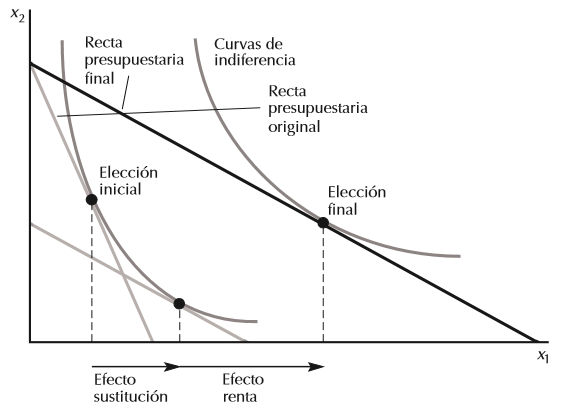 x2
Recta
presupuestaria
final
Curvas de
indiferencia
Recta
presupuestaria
original
Elección
inicial
Elección
final
x1
Efecto
sustitución
Efecto
renta